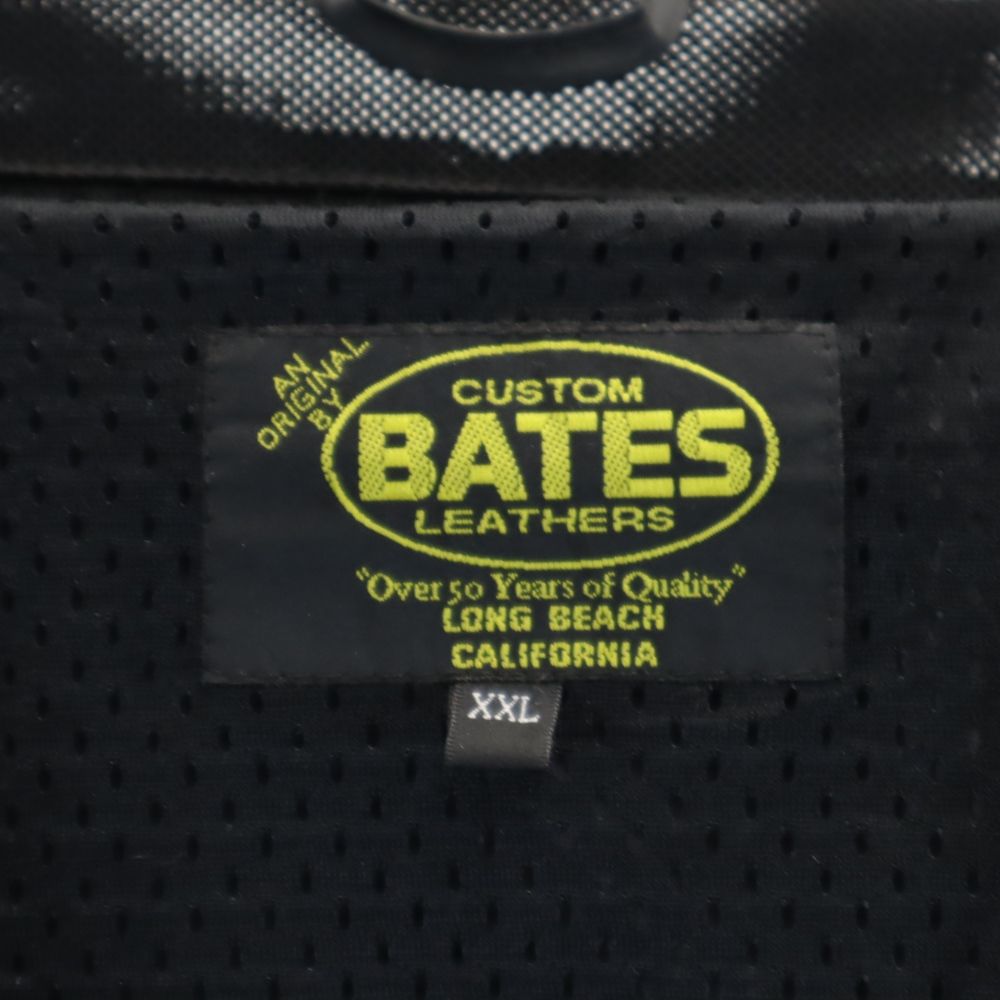 AN
ORIGINAL
BY
CUSTOM
BATES
LEATHERS
"Over 50 Years of Quality"
LONG BEACH
CALIFORNIA
XXL